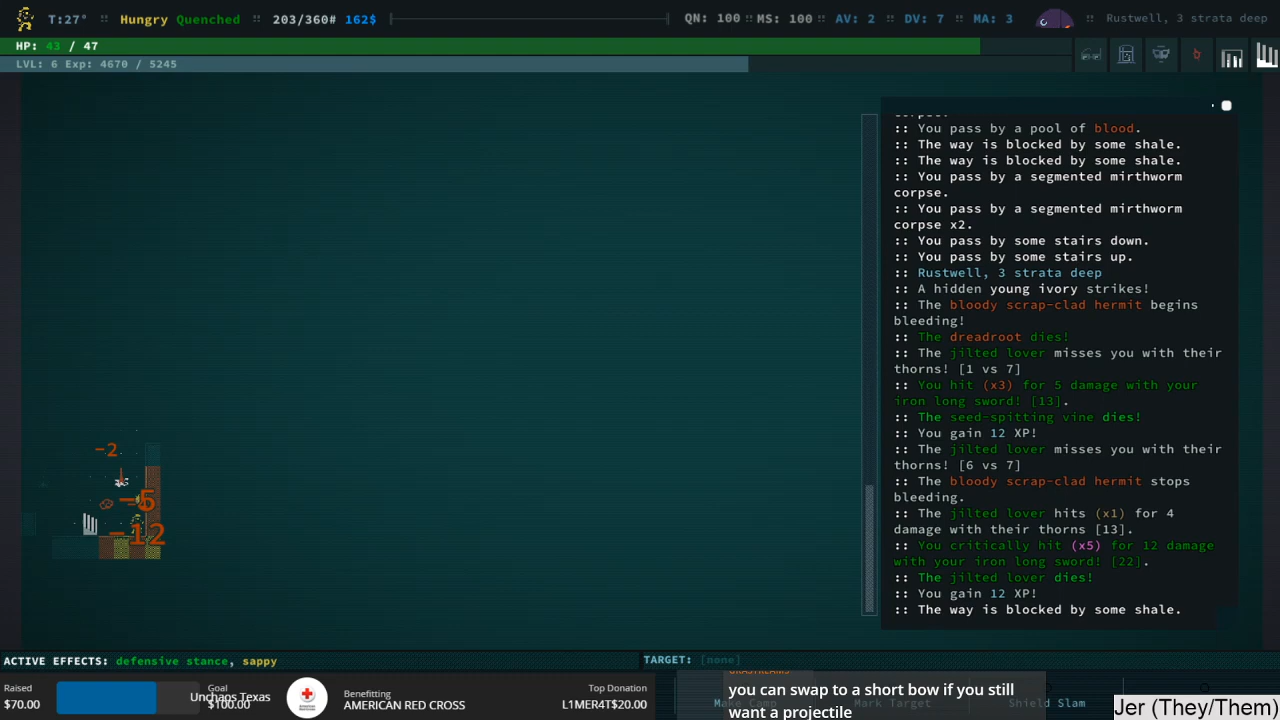 T:27° :: Hungry Quenched :: 203/360# 162$
QN: 100 :: MS: 100 :: AV: 2 :: DV: 7 :: MA: 3
:: Rustwell, 3 strata deep
HP: 43 / 47
LVL: 6 Exp: 4670 / 5245
:: You pass by a pool of blood.
:: The way is blocked by some shale.
:: The way is blocked by some shale.
:: You pass by a segmented mirthworm
corpse.
:: You pass by a segmented mirthworm
corpse x2.
:: You pass by some stairs down.
:: You pass by some stairs up.
:: Rustwell, 3 strata deep
:: A hidden young ivory strikes!
:: The bloody scrap-clad hermit begins
bleeding!
:: The dreadroot dies!
:: The jilted lover misses you with their
thorns! [1 vs 7]
:: You hit (x3) for 5 damage with your
iron long sword! [13].
:: The seed-spitting vine dies!
:: You gain 12 XP!
:: The jilted lover misses you with their
thorns! [6 vs 7]
:: The bloody scrap-clad hermit stops
bleeding.
:: The jilted lover hits (x1) for 4
damage with their thorns [13].
:: You critically hit (x5) for 12 damage
with your iron long sword! [22].
:: The jilted lover dies!
:: You gain 12 XP!
:: The way is blocked by some shale.
-2
-5
-12
ACTIVE EFFECTS: defensive stance, sappy
TARGET: [none]
Raised
$70.00
Goal
$100.00
Unchaos Texas
Benefitting
AMERICAN RED CROSS
Top Donation
L1MER4T$20.00
you can swap to a short bow if you still
want a projectile
Make Camp
Mark Target
Shield Slam
Jer (They/Them)